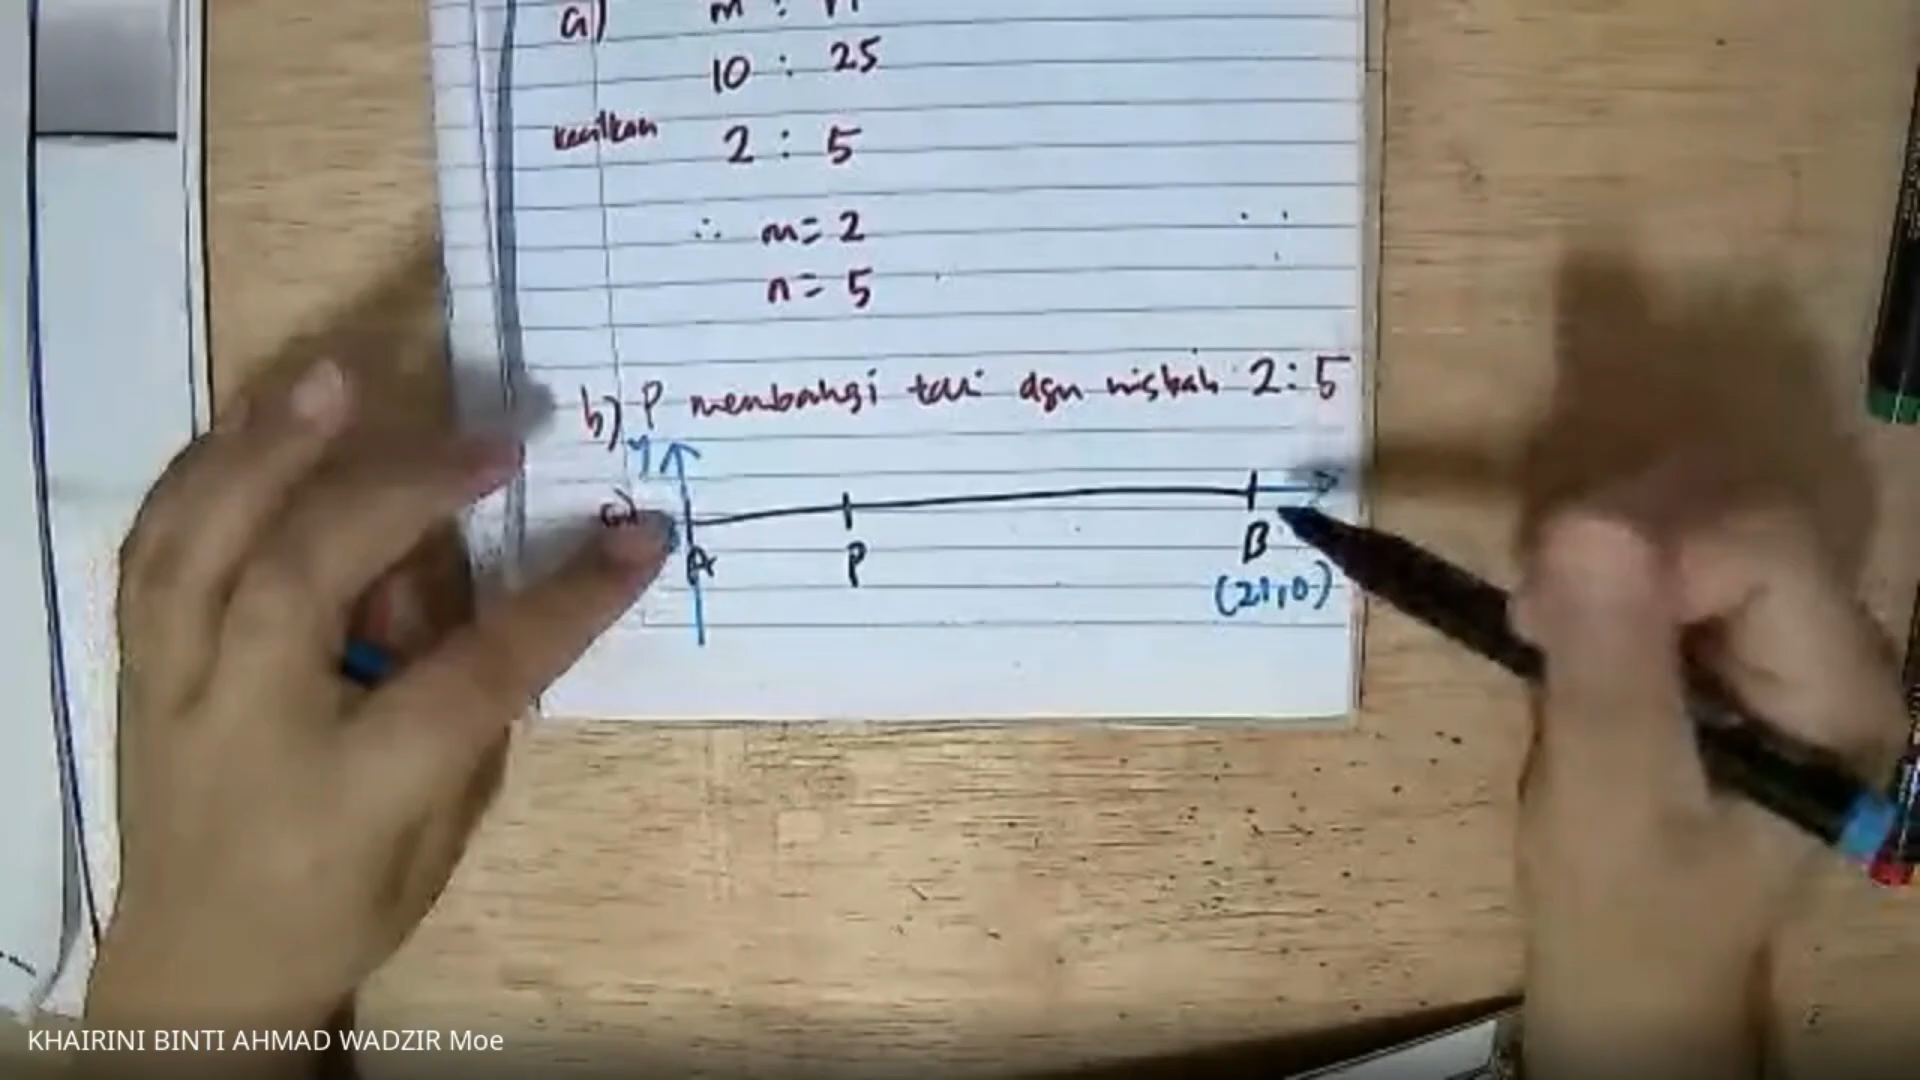 a) m : n
10 : 25
kecilkan 2 : 5
∴ m = 2
n = 5
b) P membahgi tali dgn nisbah 2 : 5
y
A P B
(21,0)
KHAIRINI BINTI AHMAD WADZIR Moe